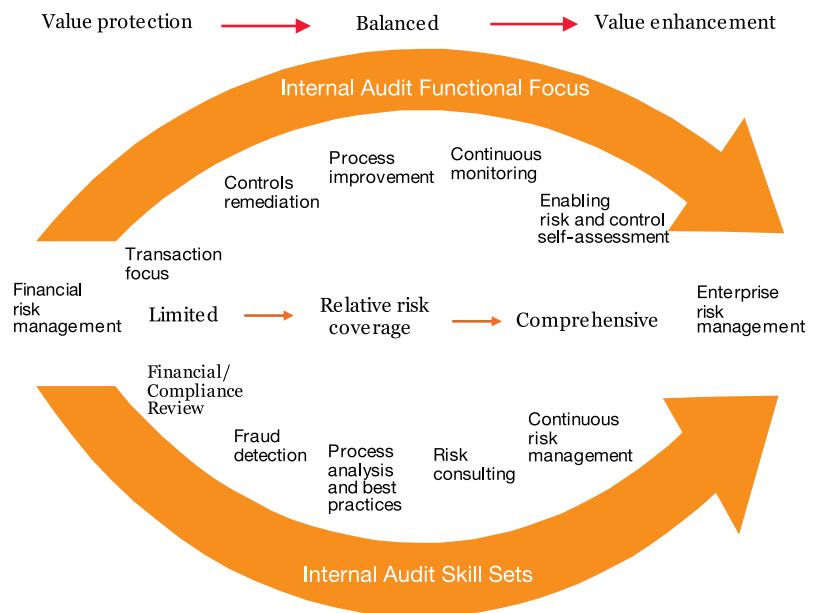 Value protection
Balanced
Value enhancement
Internal Audit Functional Focus
Process
improvement
Continuous
monitoring
Controls
remediation
Enabling
risk and control
self-assessment
Transaction
focus
Financial
risk
management
Limited
Relative risk
coverage
Comprehensive
Enterprise
risk
management
Financial/
Compliance
Review
Fraud
detection
Process
analysis
and best
practices
Risk
consulting
Continuous
risk
management
Internal Audit Skill Sets